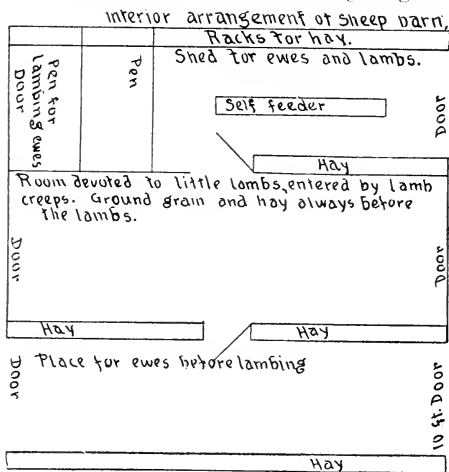 Interior arrangement of sheep barn.
Racks for hay.
Pen for
lambing ewes
Door
Pen
Shed for ewes and lambs.
Self feeder
Door
Hay
Room devoted to little lambs, entered by lamb
creeps. Ground grain and hay always before
the lambs.
Door
Door
Hay
Hay
Door
Place for ewes before lambing
10 ft. Door
Hay